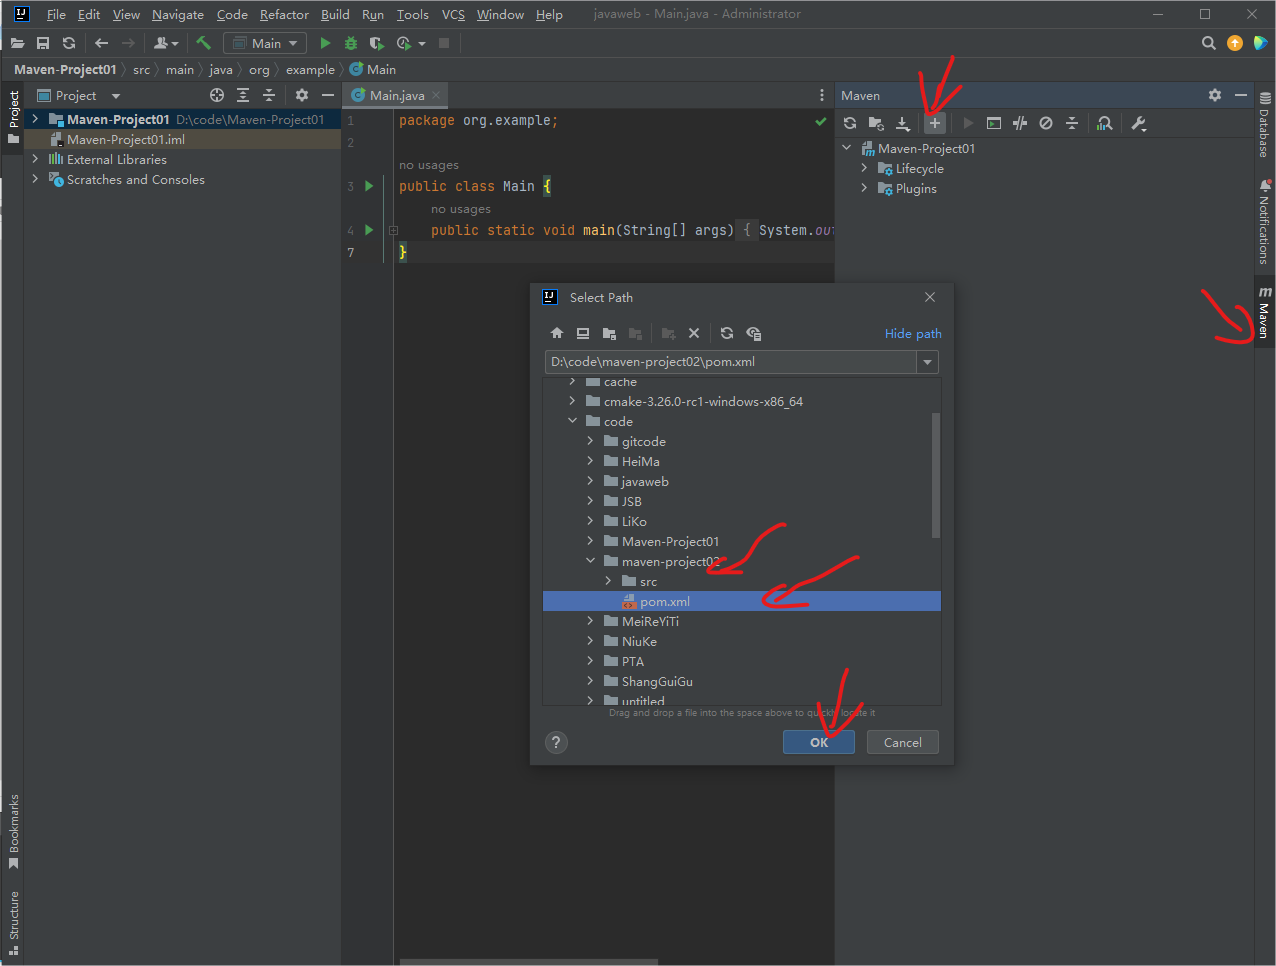 File Edit View Navigate Code Refactor Build Run Tools VCS Window Help javaweb - Main.java - Administrator
Main
Maven-Project01 src main java org example Main
Project
Project
Maven-Project01 D:\code\Maven-Project01
Maven-Project01.iml
External Libraries
Scratches and Consoles
Bookmarks
Structure
Main.java
1 package org.example;
2
no usages
3 public class Main {
no usages
4 public static void main(String[] args) { System.out
7 }
Maven
Maven-Project01
Lifecycle
Plugins
Database
Notifications
m Maven
Select Path
Hide path
D:\code\maven-project02\pom.xml
cache
cmake-3.26.0-rc1-windows-x86_64
code
gitcode
HeiMa
javaweb
JSB
LiKo
Maven-Project01
maven-project02
src
pom.xml
MeiReYiTi
NiuKe
PTA
ShangGuiGu
untitled
Drag and drop a file into the space above to quickly locate it
? OK Cancel